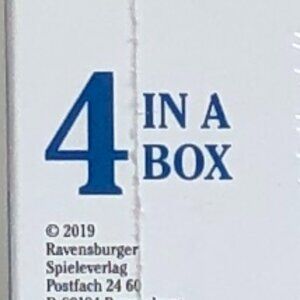 4 IN A
BOX
© 2019
Ravensburger
Spieleverlag
Postfach 24 60